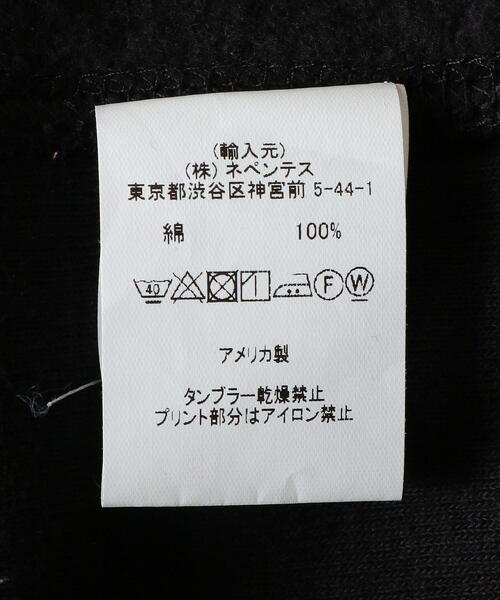 (輸入元)
(株) ネペンテス
東京都渋谷区神宮前 5-44-1
綿 100%
40 F W
アメリカ製
タンブラー乾燥禁止
プリント部分はアイロン禁止